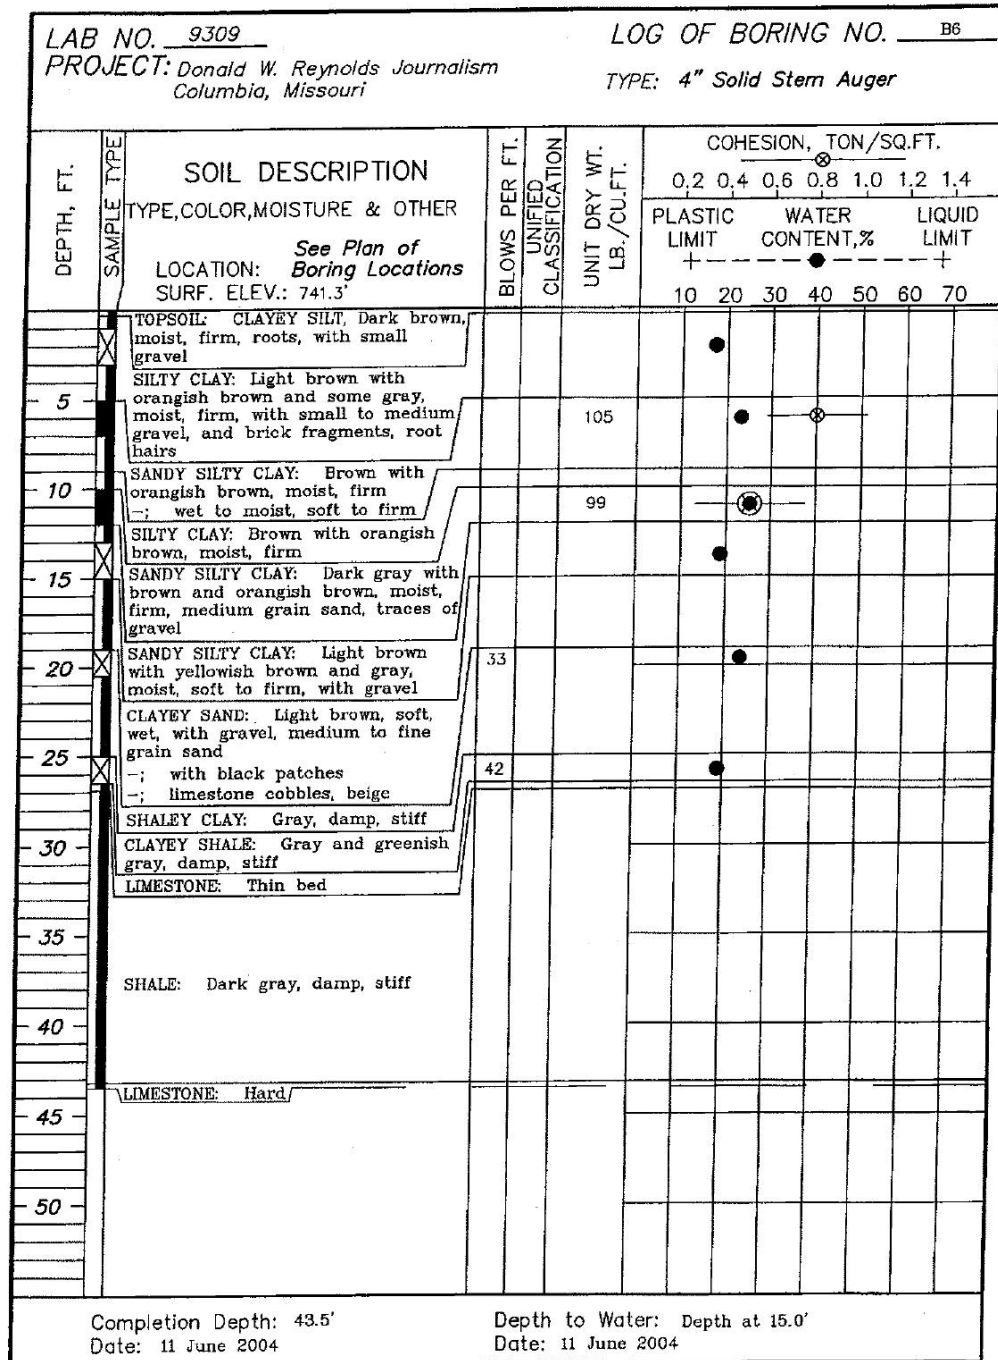 LAB NO. 9309
LOG OF BORING NO. B6
PROJECT: Donald W. Reynolds Journalism
Columbia, Missouri
TYPE: 4" Solid Stem Auger
DEPTH, FT.
SAMPLE TYPE
SOIL DESCRIPTION
TYPE,COLOR,MOISTURE & OTHER
See Plan of
LOCATION: Boring Locations
SURF. ELEV.: 741.3'
BLOWS PER FT.
UNIFIED
CLASSIFICATION
UNIT DRY WT.
LB./CU.FT.
COHESION, TON/SQ.FT.
0.2 0.4 0.6 0.8 1.0 1.2 1.4
PLASTIC WATER LIQUID
LIMIT CONTENT,% LIMIT
10 20 30 40 50 60 70
TOPSOIL: CLAYEY SILT, Dark brown,
moist, firm, roots, with small
gravel
SILTY CLAY: Light brown with
orangish brown and some gray,
5
moist, firm, with small to medium
105
gravel, and brick fragments, root
hairs
SANDY SILTY CLAY: Brown with
10
orangish brown, moist, firm
-; wet to moist, soft to firm
99
SILTY CLAY: Brown with orangish
brown, moist, firm
15
SANDY SILTY CLAY: Dark gray with
brown and orangish brown, moist,
firm, medium grain sand, traces of
gravel
SANDY SILTY CLAY: Light brown
33
20
with yellowish brown and gray,
moist, soft to firm, with gravel
CLAYEY SAND: Light brown, soft,
wet, with gravel, medium to fine
grain sand
25
-; with black patches
42
-; limestone cobbles, beige
SHALEY CLAY: Gray, damp, stiff
30
CLAYEY SHALE: Gray and greenish
gray, damp, stiff
LIMESTONE: Thin bed
35
SHALE: Dark gray, damp, stiff
40
LIMESTONE: Hard
45
50
Completion Depth: 43.5'
Depth to Water: Depth at 15.0'
Date: 11 June 2004
Date: 11 June 2004